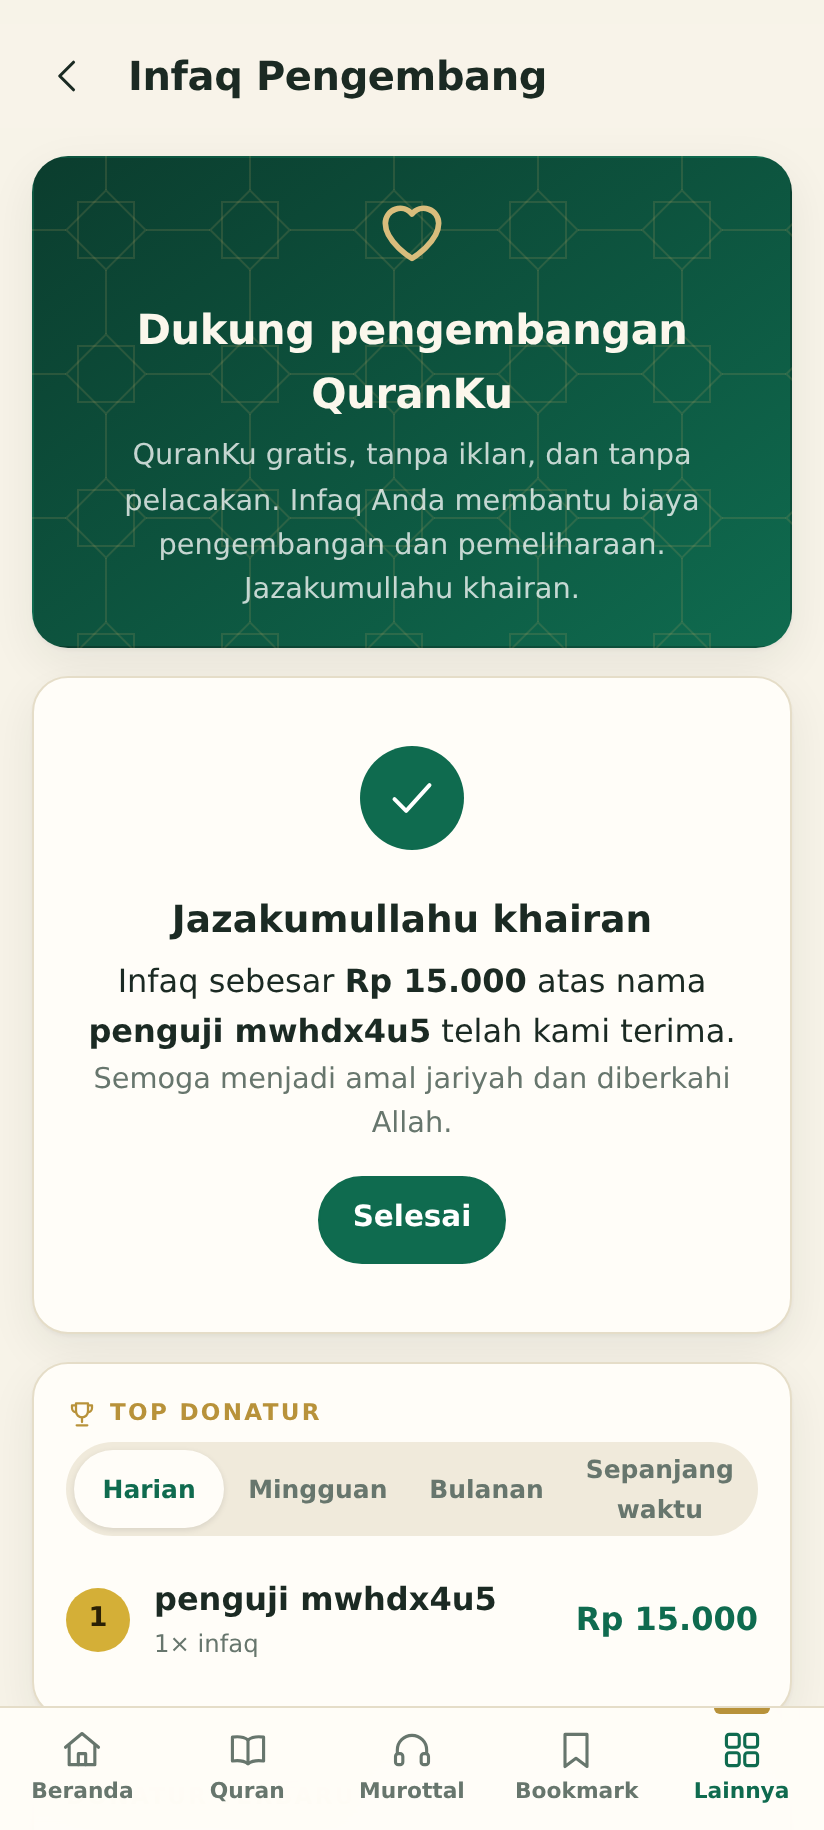 Infaq Pengembang
Dukung pengembangan
QuranKu
QuranKu gratis, tanpa iklan, dan tanpa
pelacakan. Infaq Anda membantu biaya
pengembangan dan pemeliharaan.
Jazakumullahu khairan.
Jazakumullahu khairan
Infaq sebesar Rp 15.000 atas nama
penguji mwhdx4u5 telah kami terima.
Semoga menjadi amal jariyah dan diberkahi
Allah.
Selesai
TOP DONATUR
Harian Mingguan Bulanan Sepanjang
waktu
1 penguji mwhdx4u5 Rp 15.000
1× infaq
Beranda Quran Murottal Bookmark Lainnya